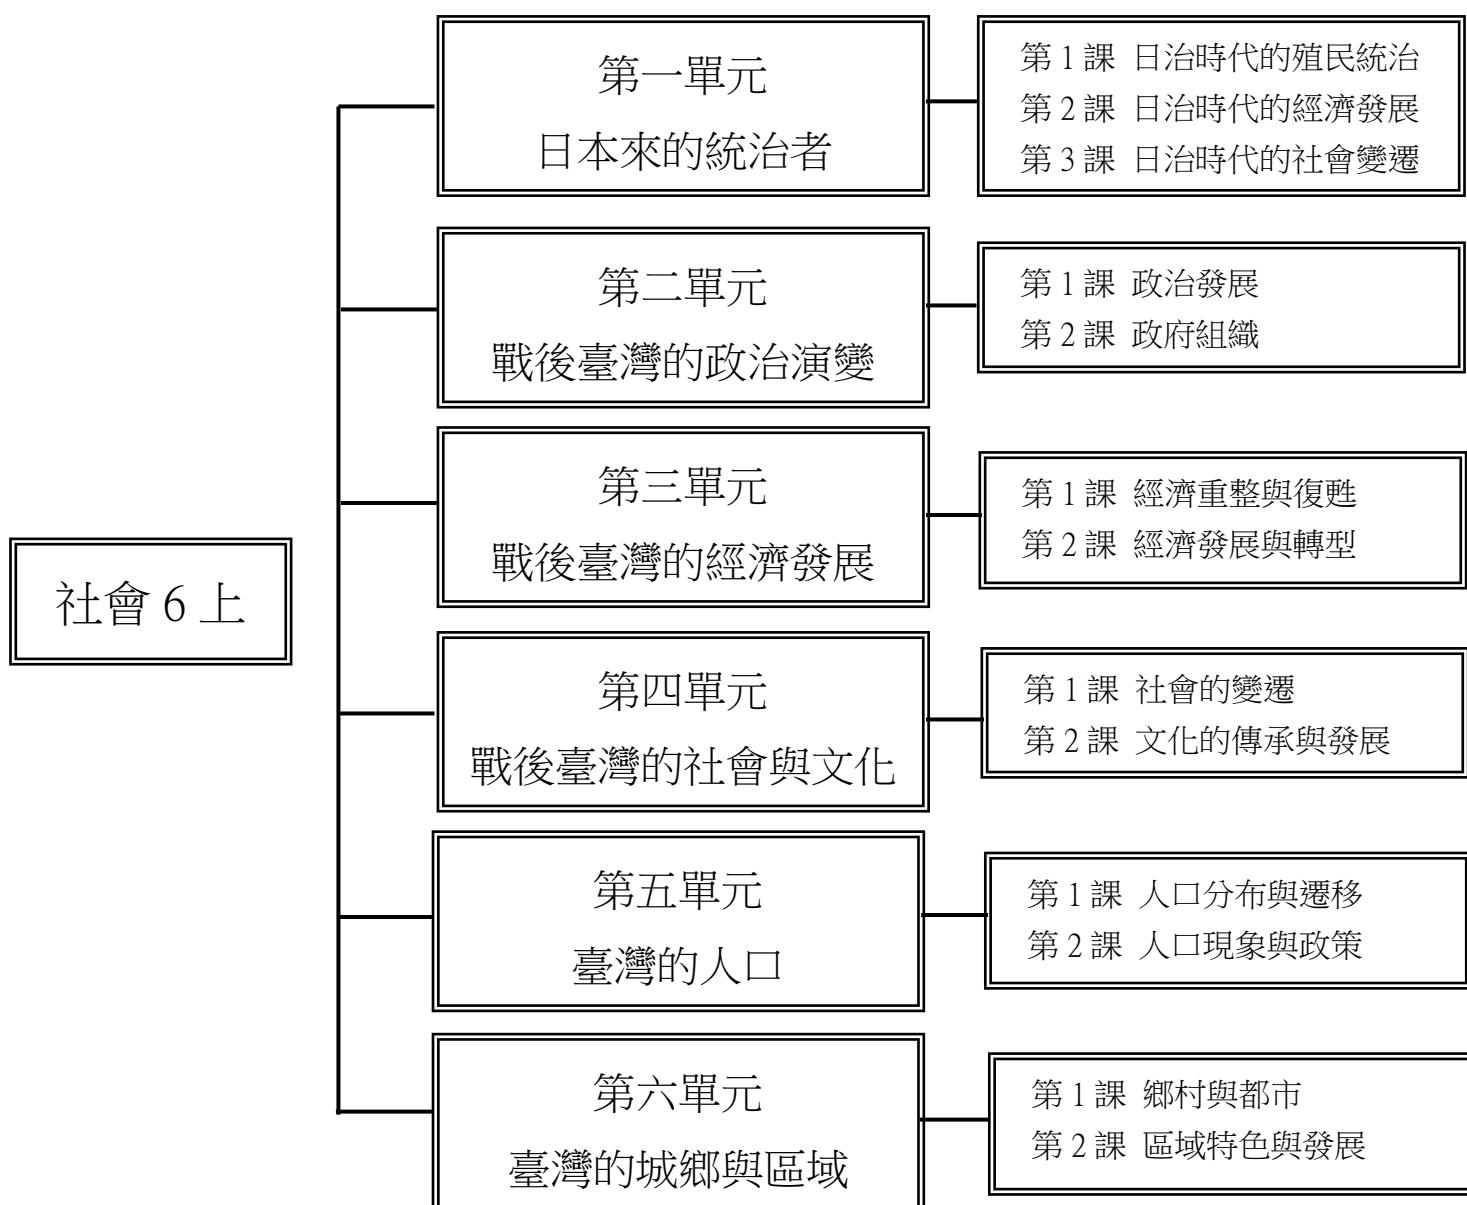 社會 6 上
第一單元
日本來的統治者
第 1 課 日治時代的殖民統治
第 2 課 日治時代的經濟發展
第 3 課 日治時代的社會變遷
第二單元
戰後臺灣的政治演變
第 1 課 政治發展
第 2 課 政府組織
第三單元
戰後臺灣的經濟發展
第 1 課 經濟重整與復甦
第 2 課 經濟發展與轉型
第四單元
戰後臺灣的社會與文化
第 1 課 社會的變遷
第 2 課 文化的傳承與發展
第五單元
臺灣的人口
第 1 課 人口分布與遷移
第 2 課 人口現象與政策
第六單元
臺灣的城鄉與區域
第 1 課 鄉村與都市
第 2 課 區域特色與發展